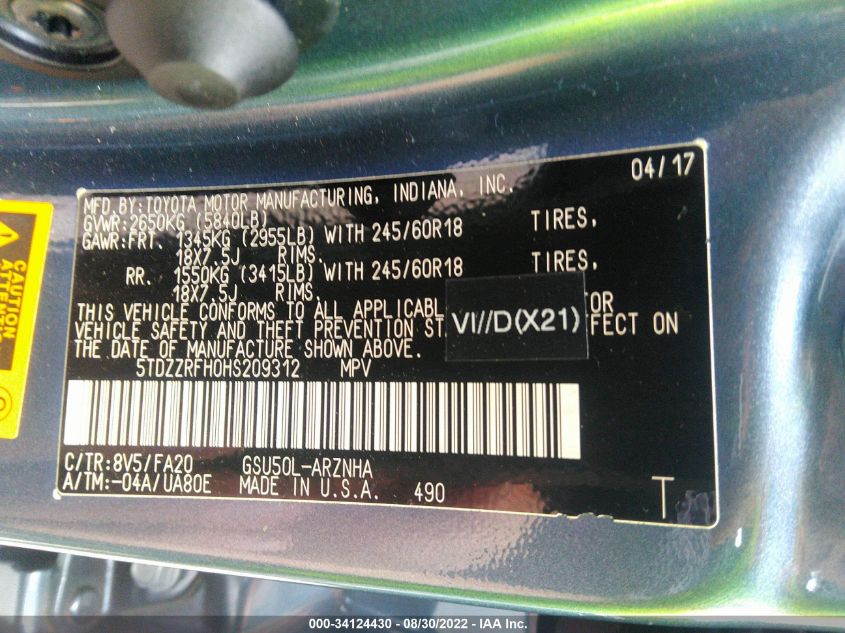 04/17
MFD.BY:TOYOTA MOTOR MANUFACTURING, INDIANA, INC.
GVWR:2650KG (5840LB)
GAWR:FRT. 1345KG (2955LB) WITH 245/60R18 TIRES,
18X7.5J RIMS.
RR. 1550KG (3415LB) WITH 245/60R18 TIRES,
18X7.5J RIMS.
THIS VEHICLE CONFORMS TO ALL APPLICABL OR
VEHICLE SAFETY AND THEFT PREVENTION ST FFECT ON
VI//D(X21)
THE DATE OF MANUFACTURE SHOWN ABOVE.
5TDZZRFH0HS209312 MPV
C/TR:8V5/FA20 GSU50L-ARZNHA
A/TM:-04A/UA80E MADE IN U.S.A. 490
T
CAUTION
000-34124430 - 08/30/2022 - IAA Inc.